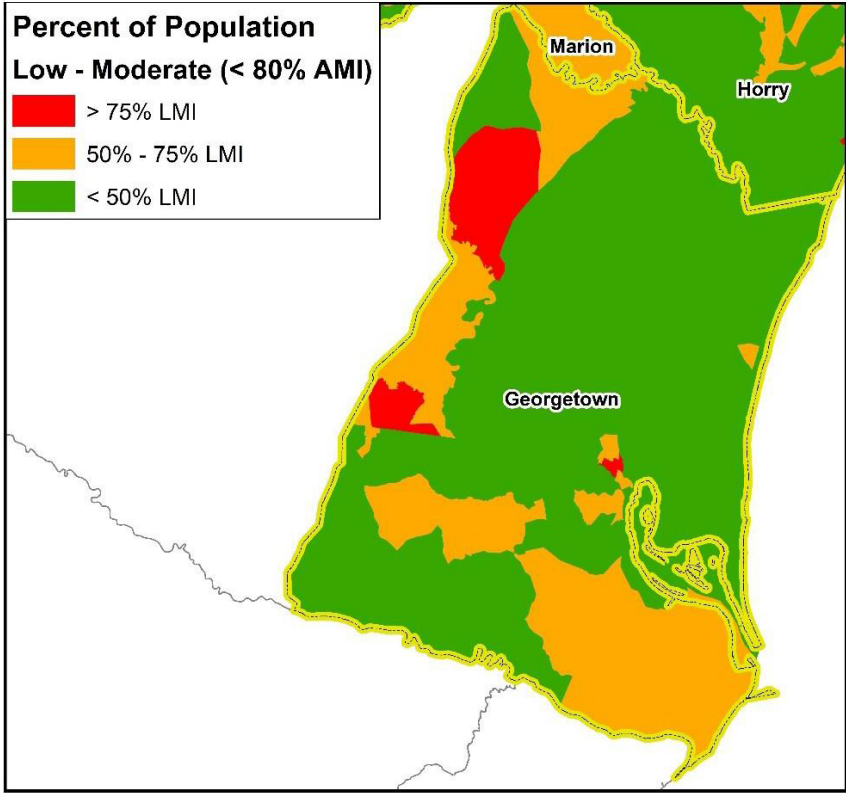 Percent of Population
Low - Moderate (< 80% AMI)
> 75% LMI
50% - 75% LMI
< 50% LMI
Marion
Horry
Georgetown